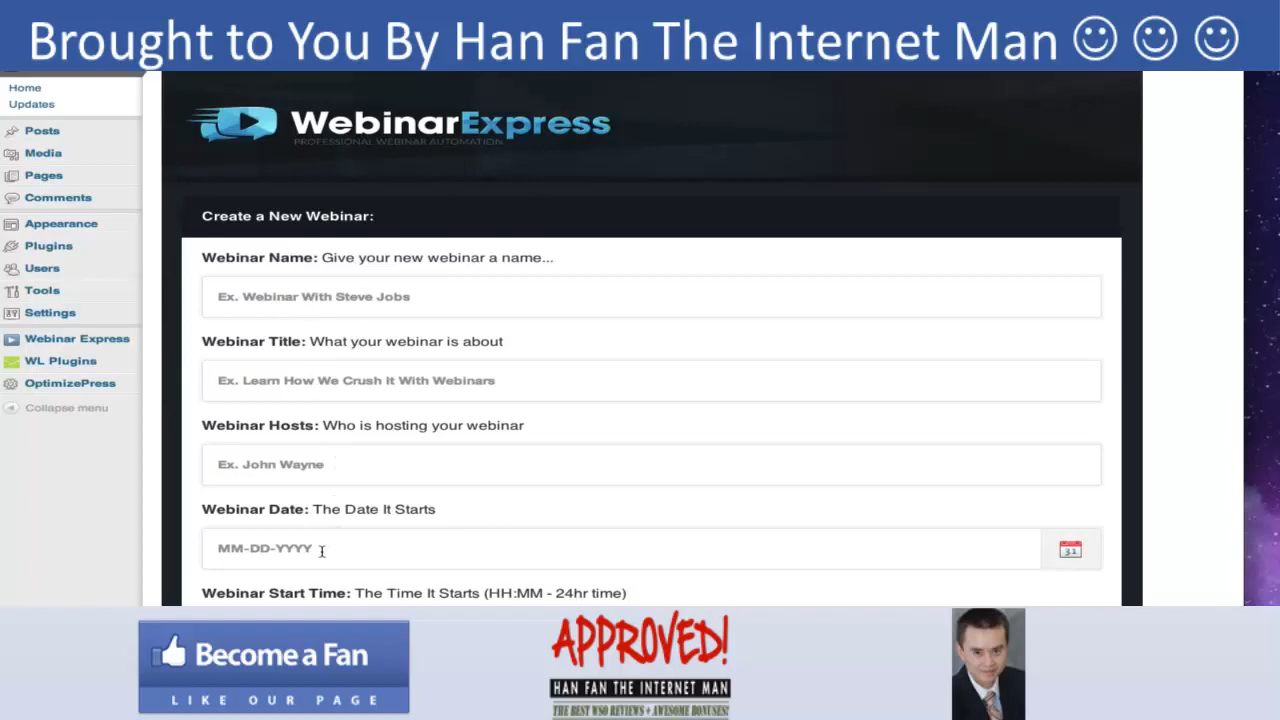 Brought to You By Han Fan The Internet Man ☺ ☺ ☺
Home
Updates
Posts
Media
Pages
Comments
Appearance
Plugins
Users
Tools
Settings
Webinar Express
WL Plugins
OptimizePress
Collapse menu
WebinarExpress
PROFESSIONAL WEBINAR AUTOMATION
Create a New Webinar:
Webinar Name: Give your new webinar a name...
Ex. Webinar With Steve Jobs
Webinar Title: What your webinar is about
Ex. Learn How We Crush It With Webinars
Webinar Hosts: Who is hosting your webinar
Ex. John Wayne
Webinar Date: The Date It Starts
MM-DD-YYYY
31
Webinar Start Time: The Time It Starts (HH:MM - 24hr time)
Become a Fan
LIKE OUR PAGE
APPROVED!
HAN FAN THE INTERNET MAN
THE BEST WSO REVIEWS + AWESOME BONUSES!